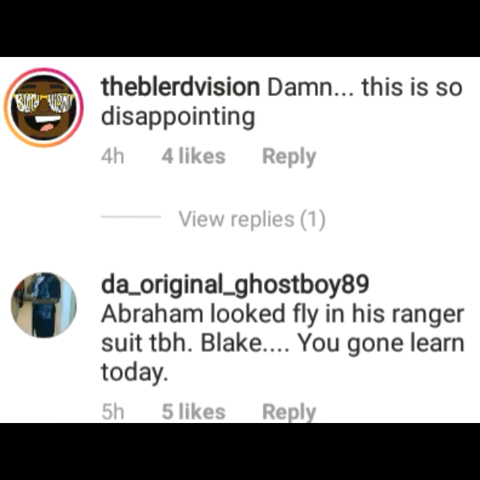 theblerdvision Damn... this is so
disappointing
4h 4 likes Reply
View replies (1)
da_original_ghostboy89
Abraham looked fly in his ranger
suit tbh. Blake.... You gone learn
today.
5h 5 likes Reply